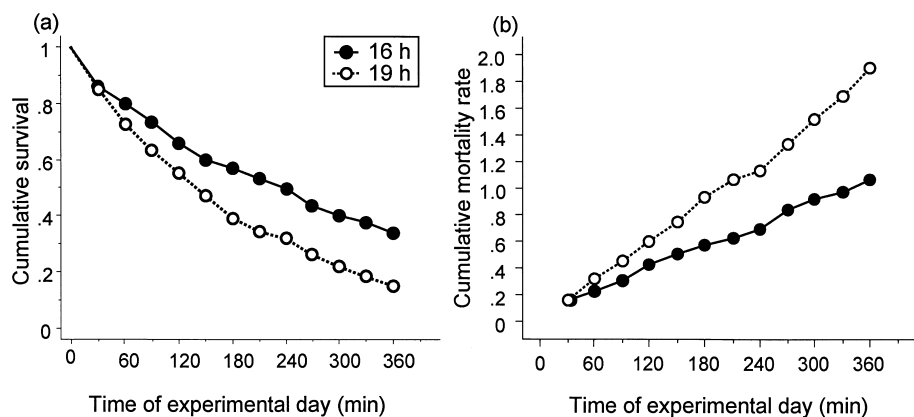 (a)
16 h
19 h
Cumulative survival
1
.8
.6
.4
.2
0
0 60 120 180 240 300 360
Time of experimental day (min)
(b)
Cumulative mortality rate
2.0
1.8
1.6
1.4
1.2
1.0
.8
.6
.4
.2
0
0 60 120 180 240 300 360
Time of experimental day (min)